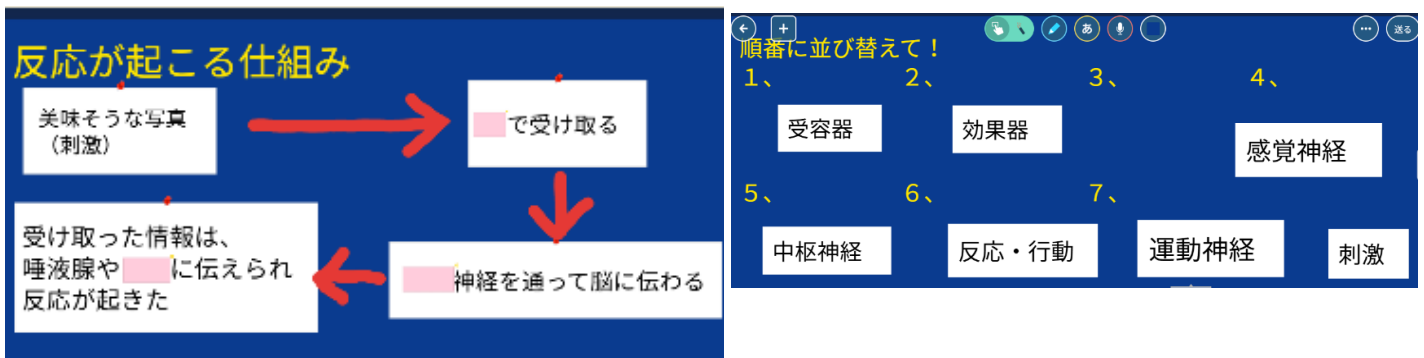 反応が起こる仕組み
美味そうな写真
（刺激）
で受け取る
神経を通って脳に伝わる
受け取った情報は、
唾液腺や に伝えられ
反応が起きた
あ
送る
順番に並び替えて！
１、 ２、 ３、 ４、
受容器 効果器 感覚神経
５、 ６、 ７、
中枢神経 反応・行動 運動神経 刺激